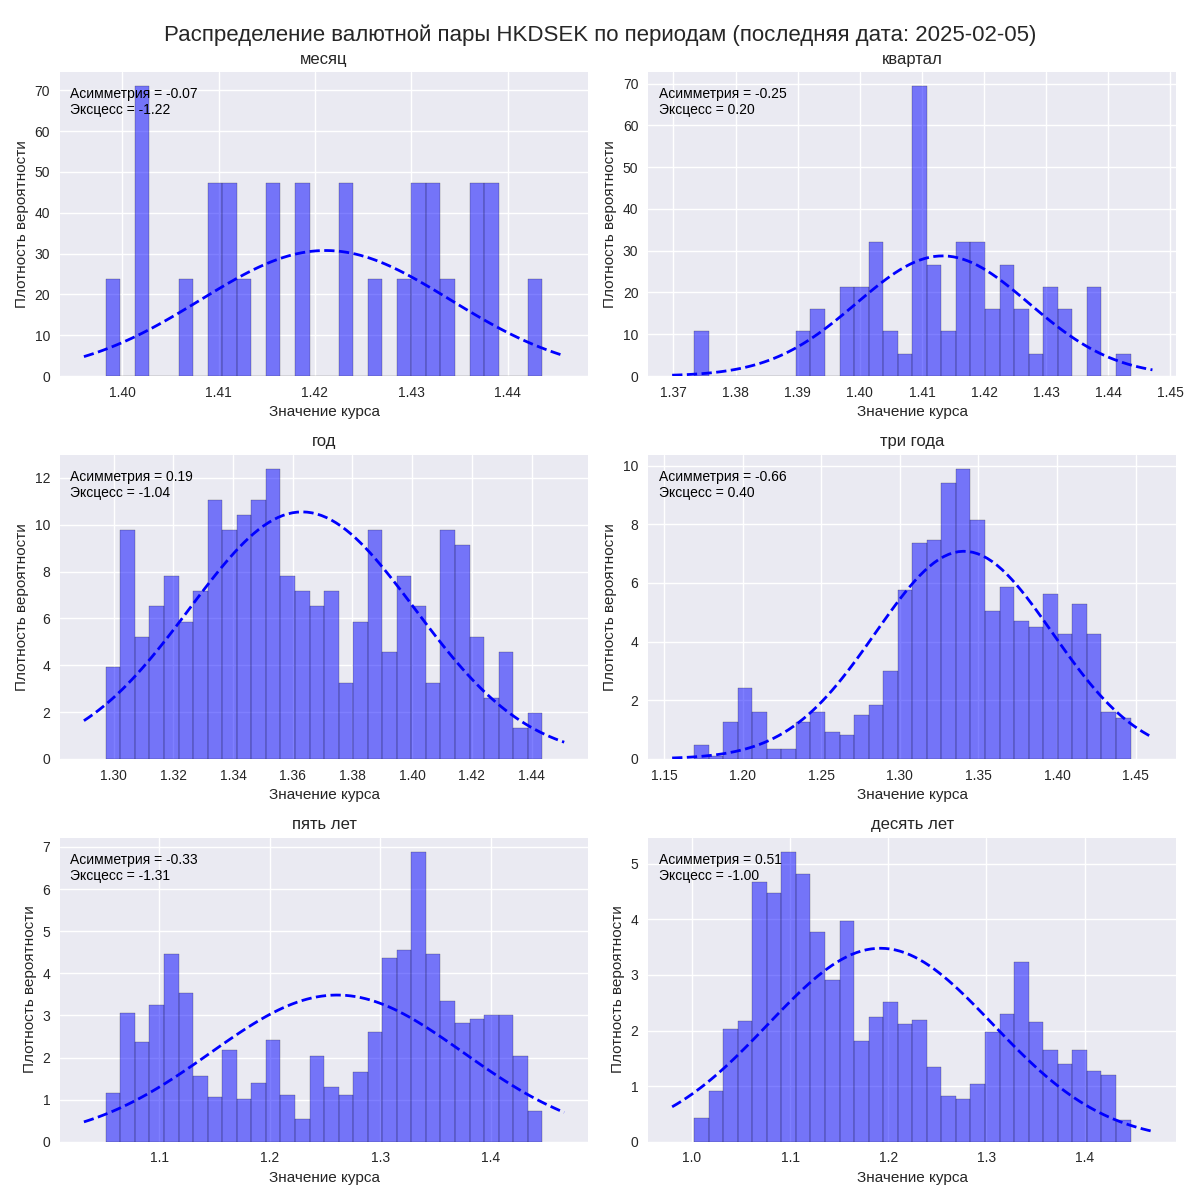 Распределение валютной пары HKDSEK по периодам (последняя дата: 2025-02-05)
месяц
Асимметрия = -0.07
Эксцесс = -1.22
Плотность вероятности
70
60
50
40
30
20
10
0
1.40 1.41 1.42 1.43 1.44
Значение курса
квартал
Асимметрия = -0.25
Эксцесс = 0.20
Плотность вероятности
70
60
50
40
30
20
10
0
1.37 1.38 1.39 1.40 1.41 1.42 1.43 1.44 1.45
Значение курса
год
Асимметрия = 0.19
Эксцесс = -1.04
Плотность вероятности
12
10
8
6
4
2
0
1.30 1.32 1.34 1.36 1.38 1.40 1.42 1.44
Значение курса
три года
Асимметрия = -0.66
Эксцесс = 0.40
Плотность вероятности
10
8
6
4
2
0
1.15 1.20 1.25 1.30 1.35 1.40 1.45
Значение курса
пять лет
Асимметрия = -0.33
Эксцесс = -1.31
Плотность вероятности
7
6
5
4
3
2
1
0
1.1 1.2 1.3 1.4
Значение курса
десять лет
Асимметрия = 0.51
Эксцесс = -1.00
Плотность вероятности
5
4
3
2
1
0
1.0 1.1 1.2 1.3 1.4
Значение курса